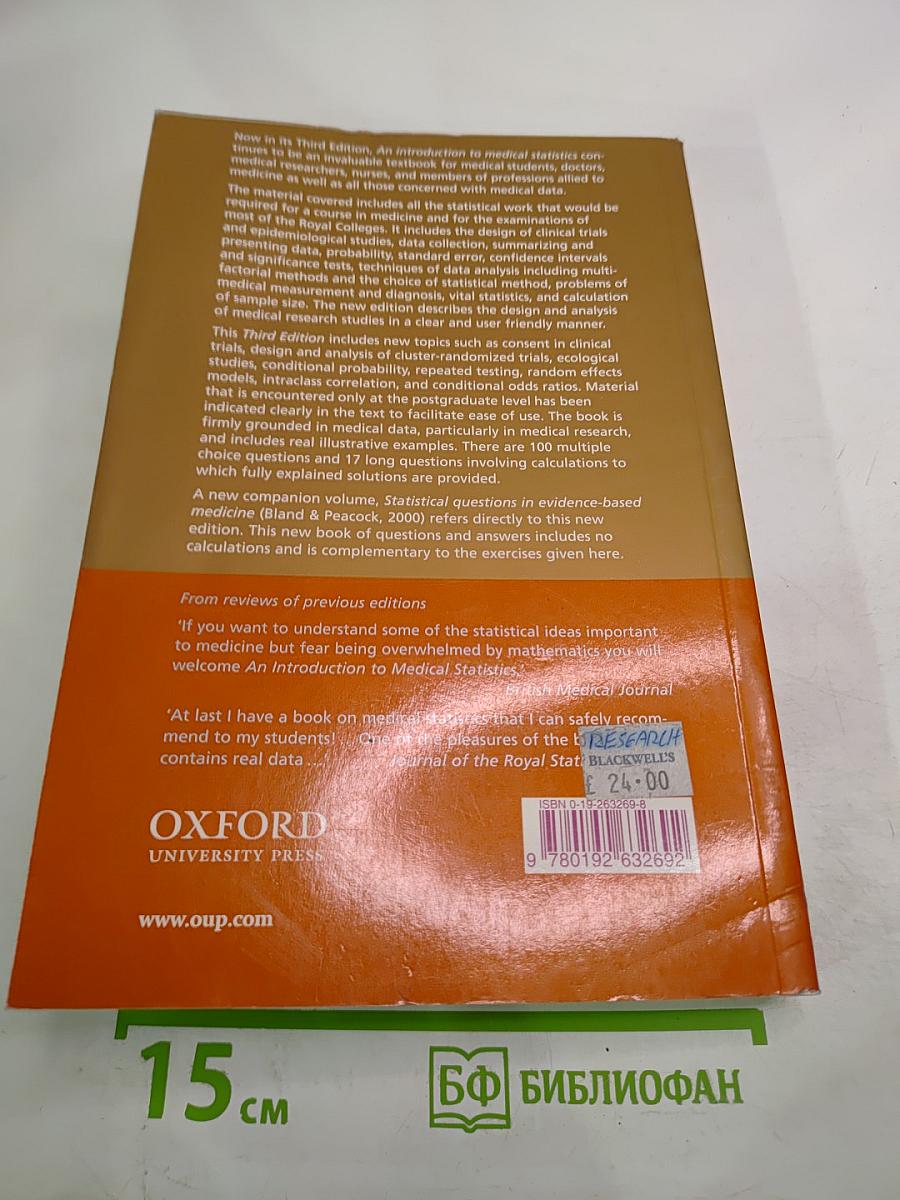 Now in its Third Edition, An introduction to medical statistics con-
tinues to be an invaluable textbook for medical students, doctors,
medical researchers, nurses, and members of professions allied to
medicine as well as all those concerned with medical data.
The material covered includes all the statistical work that would be
required for a course in medicine and for the examinations of
most of the Royal Colleges. It includes the design of clinical trials
and epidemiological studies, data collection, summarizing and
presenting data, probability, standard error, confidence intervals
and significance tests, techniques of data analysis including multi-
factorial methods and the choice of statistical method, problems of
medical measurement and diagnosis, vital statistics, and calculation
of sample size. The new edition describes the design and analysis
of medical research studies in a clear and user friendly manner.
This Third Edition includes new topics such as consent in clinical
trials, design and analysis of cluster-randomized trials, ecological
studies, conditional probability, repeated testing, random effects
models, intraclass correlation, and conditional odds ratios. Material
that is encountered only at the postgraduate level has been
indicated clearly in the text to facilitate ease of use. The book is
firmly grounded in medical data, particularly in medical research,
and includes real illustrative examples. There are 100 multiple
choice questions and 17 long questions involving calculations to
which fully explained solutions are provided.
A new companion volume, Statistical questions in evidence-based
medicine (Bland & Peacock, 2000) refers directly to this new
edition. This new book of questions and answers includes no
calculations and is complementary to the exercises given here.
From reviews of previous editions
'If you want to understand some of the statistical ideas important
to medicine but fear being overwhelmed by mathematics you will
welcome An Introduction to Medical Statistics.'
British Medical Journal
'At last I have a book on medical statistics that I can safely recom-
mend to my students! One of the pleasures of the b
contains real data ... Journal of the Royal Stat
RESEARCH
BLACKWELL'S
£ 24·00
ISBN 0-19-263269-8
9 780192 632692
OXFORD
UNIVERSITY PRESS
www.oup.com
15 см
БФ БИБЛИОФАН